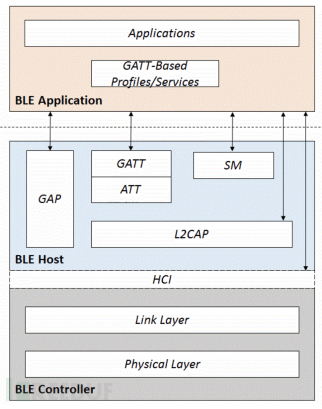 Applications
GATT-Based
Profiles/Services
BLE Application
GAP
GATT
ATT
SM
L2CAP
BLE Host
HCI
Link Layer
Physical Layer
BLE Controller